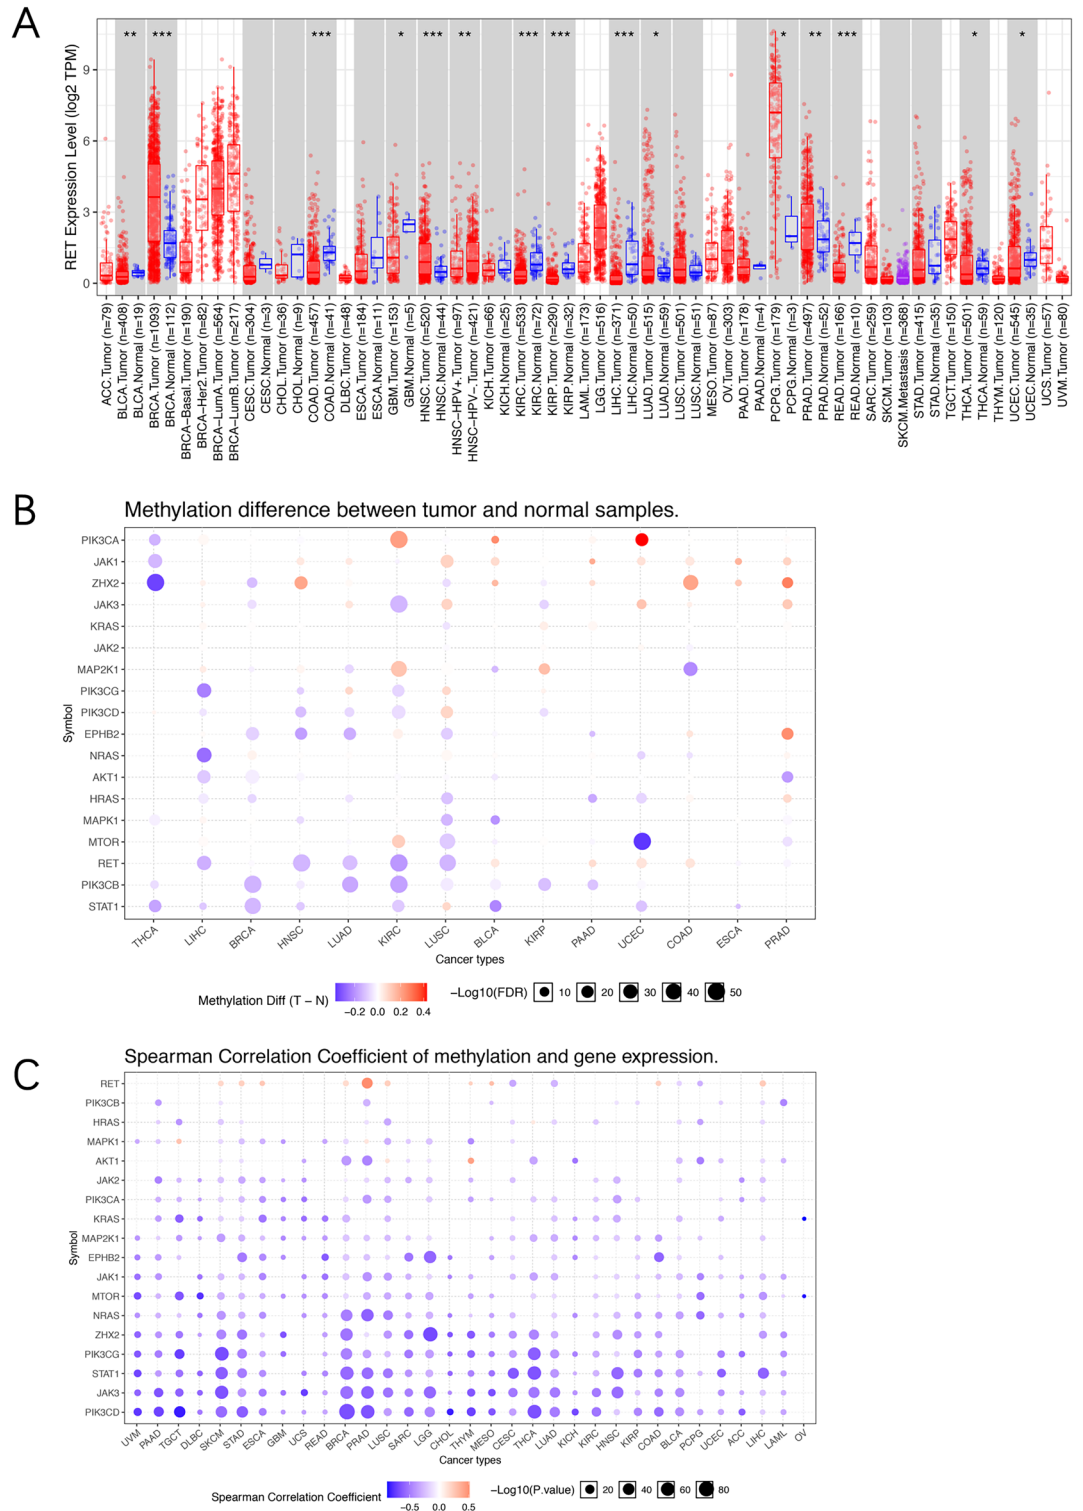 A
** *** *** * *** ** *** *** *** * * ** *** * *
RET Expression Level (log2 TPM)
9
6
3
0
ACC.Tumor (n=79)
BLCA.Tumor (n=408)
BLCA.Normal (n=19)
BRCA.Tumor (n=1093)
BRCA.Normal (n=112)
BRCA-Basal.Tumor (n=190)
BRCA-Her2.Tumor (n=82)
BRCA-LumA.Tumor (n=564)
BRCA-LumB.Tumor (n=217)
CESC.Tumor (n=304)
CESC.Normal (n=3)
CHOL.Tumor (n=36)
CHOL.Normal (n=9)
COAD.Tumor (n=457)
COAD.Normal (n=41)
DLBC.Tumor (n=48)
ESCA.Tumor (n=184)
ESCA.Normal (n=11)
GBM.Tumor (n=153)
GBM.Normal (n=5)
HNSC.Tumor (n=520)
HNSC.Normal (n=44)
HNSC-HPV+.Tumor (n=97)
HNSC-HPV-.Tumor (n=421)
KICH.Tumor (n=66)
KICH.Normal (n=25)
KIRC.Tumor (n=533)
KIRC.Normal (n=72)
KIRP.Tumor (n=290)
KIRP.Normal (n=32)
LAML.Tumor (n=173)
LGG.Tumor (n=516)
LIHC.Tumor (n=371)
LIHC.Normal (n=50)
LUAD.Tumor (n=515)
LUAD.Normal (n=59)
LUSC.Tumor (n=501)
LUSC.Normal (n=51)
MESO.Tumor (n=87)
OV.Tumor (n=303)
PAAD.Tumor (n=178)
PAAD.Normal (n=4)
PCPG.Tumor (n=179)
PCPG.Normal (n=3)
PRAD.Tumor (n=497)
PRAD.Normal (n=52)
READ.Tumor (n=166)
READ.Normal (n=10)
SARC.Tumor (n=259)
SKCM.Tumor (n=103)
SKCM.Metastasis (n=368)
STAD.Tumor (n=415)
STAD.Normal (n=35)
TGCT.Tumor (n=150)
THCA.Tumor (n=501)
THCA.Normal (n=59)
THYM.Tumor (n=120)
UCEC.Tumor (n=545)
UCEC.Normal (n=35)
UCS.Tumor (n=57)
UVM.Tumor (n=80)
B
Methylation difference between tumor and normal samples.
Symbol
PIK3CA
JAK1
ZHX2
JAK3
KRAS
JAK2
MAP2K1
PIK3CG
PIK3CD
EPHB2
NRAS
AKT1
HRAS
MAPK1
MTOR
RET
PIK3CB
STAT1
THCA LIHC BRCA HNSC LUAD KIRC LUSC BLCA KIRP PAAD UCEC COAD ESCA PRAD
Cancer types
Methylation Diff (T − N) −0.2 0.0 0.2 0.4
−Log10(FDR) 10 20 30 40 50
C
Spearman Correlation Coefficient of methylation and gene expression.
Symbol
RET
PIK3CB
HRAS
MAPK1
AKT1
JAK2
PIK3CA
KRAS
MAP2K1
EPHB2
JAK1
MTOR
NRAS
ZHX2
PIK3CG
STAT1
JAK3
PIK3CD
UVM PAAD TGCT DLBC SKCM STAD ESCA GBM UCS READ BRCA PRAD LUSC SARC LGG CHOL THYM MESO CESC THCA LUAD KICH KIRC HNSC KIRP COAD BLCA PCPG UCEC ACC LIHC LAML OV
Cancer types
Spearman Correlation Coefficient −0.5 0.0 0.5
−Log10(P.value) 20 40 60 80